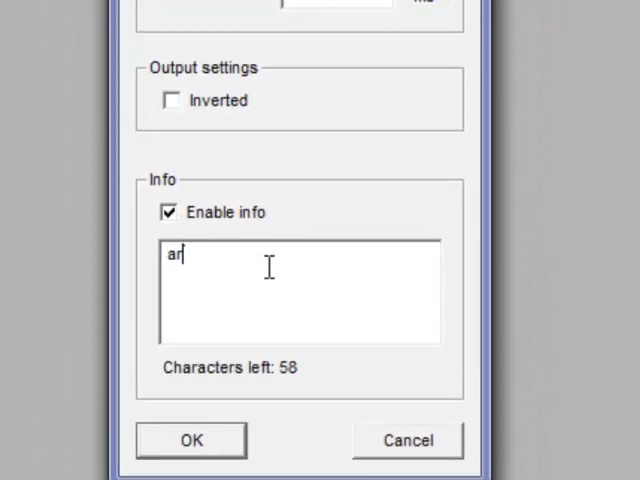 Output settings
Inverted
Info
Enable info
ar
Characters left: 58
OK
Cancel